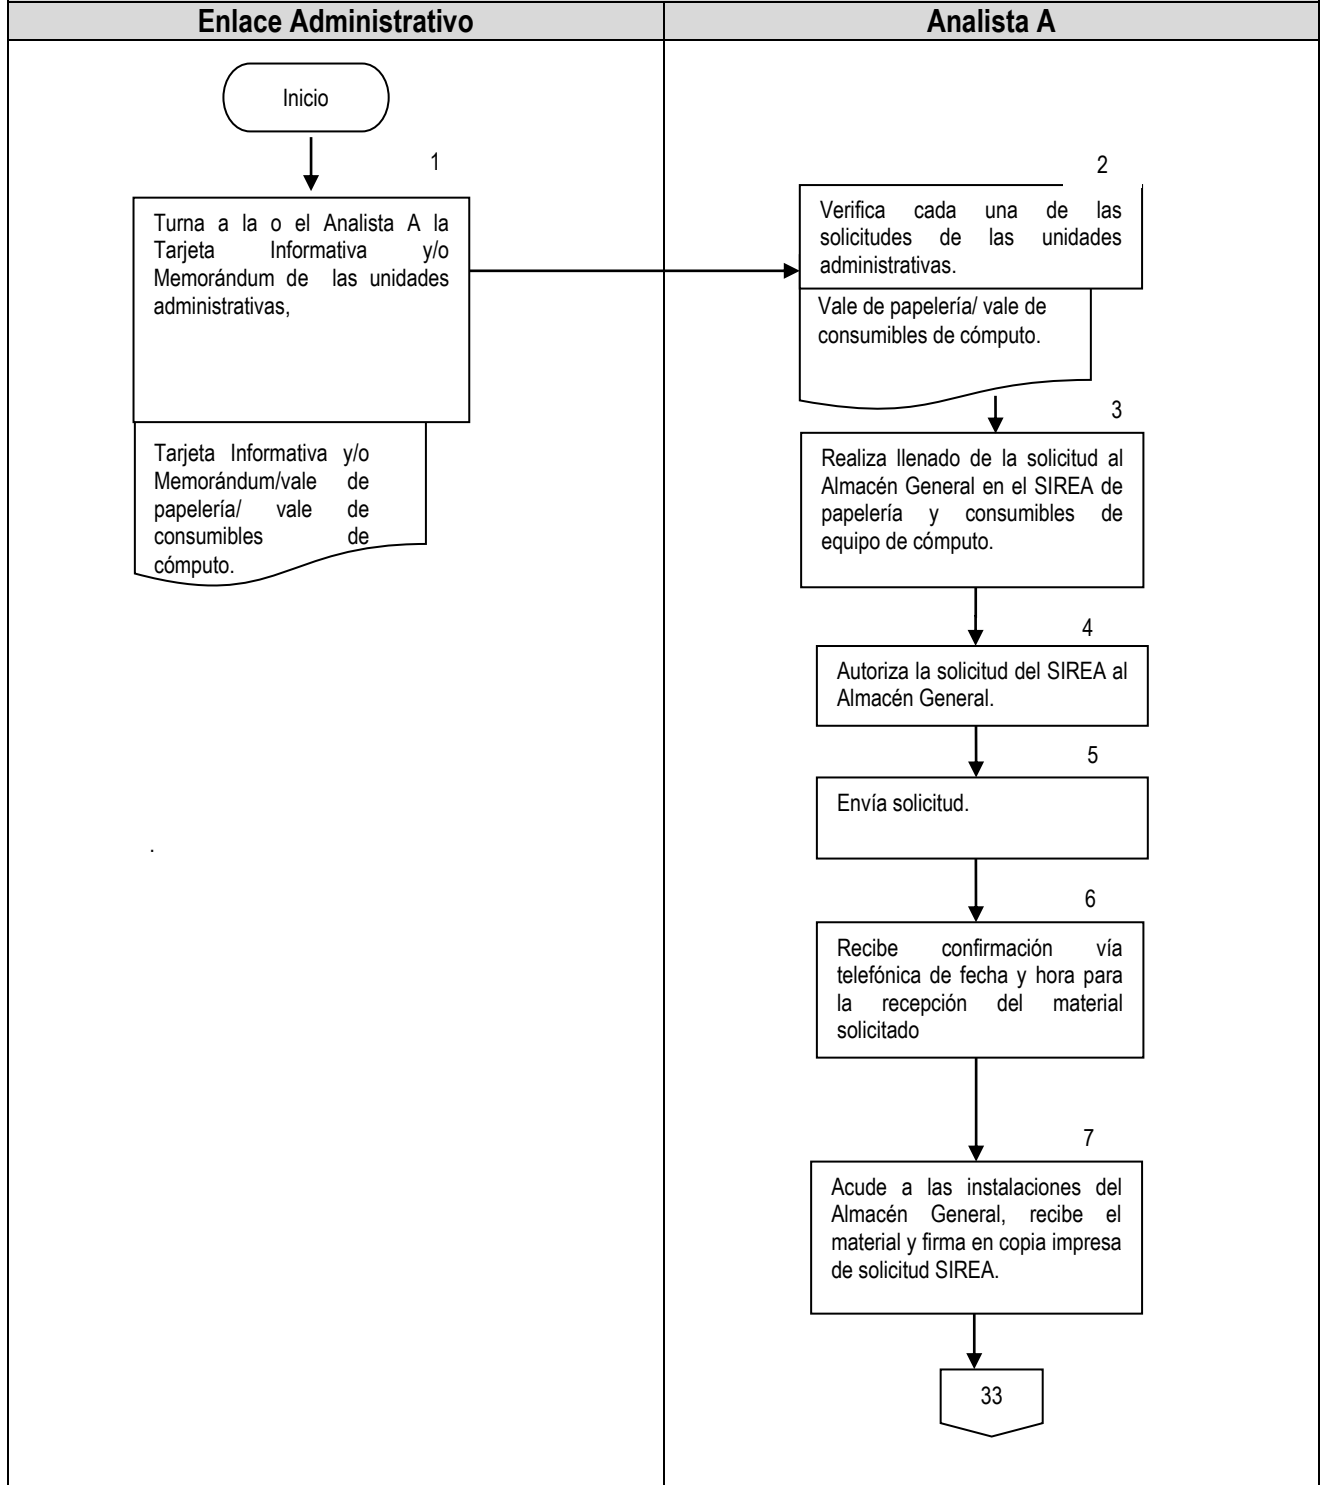 Enlace Administrativo
Analista A
Inicio
1
Turna a la o el Analista A la
Tarjeta Informativa y/o
Memorándum de las unidades
administrativas,
Tarjeta Informativa y/o
Memorándum/vale de
papelería/ vale de
consumibles de
cómputo.
.
2
Verifica cada una de las
solicitudes de las unidades
administrativas.
Vale de papelería/ vale de
consumibles de cómputo.
3
Realiza llenado de la solicitud al
Almacén General en el SIREA de
papelería y consumibles de
equipo de cómputo.
4
Autoriza la solicitud del SIREA al
Almacén General.
5
Envía solicitud.
6
Recibe confirmación vía
telefónica de fecha y hora para
la recepción del material
solicitado
7
Acude a las instalaciones del
Almacén General, recibe el
material y firma en copia impresa
de solicitud SIREA.
33